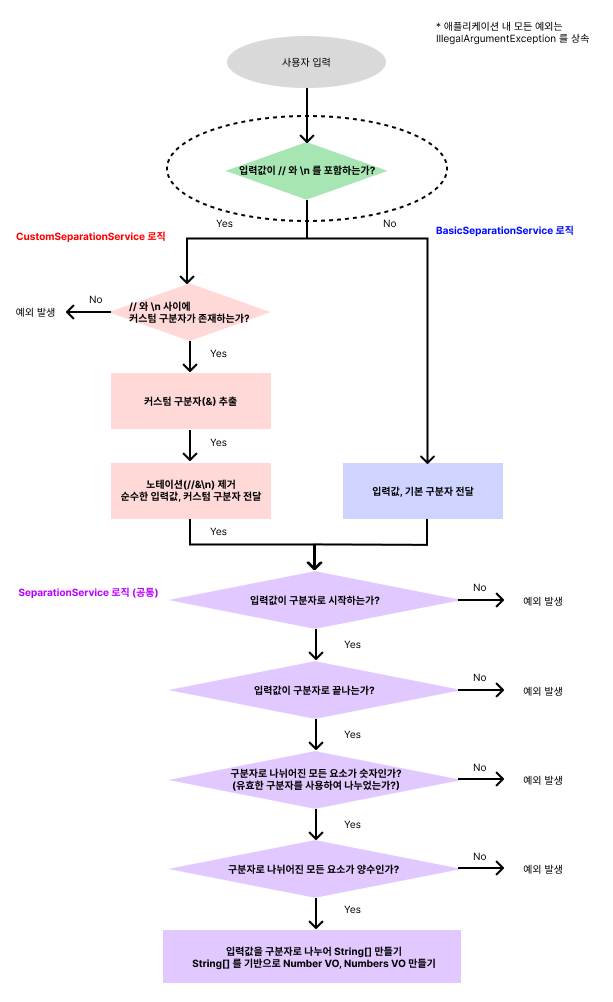 * 애플리케이션 내 모든 예외는
IllegalArgumentException 를 상속
사용자 입력
입력값이 // 와 \n 를 포함하는가?
Yes
No
CustomSeparationService 로직
BasicSeparationService 로직
// 와 \n 사이에
커스텀 구분자가 존재하는가?
No
예외 발생
Yes
커스텀 구분자(&) 추출
Yes
노테이션(//&\n) 제거
순수한 입력값, 커스텀 구분자 전달
입력값, 기본 구분자 전달
Yes
SeparationService 로직 (공통)
입력값이 구분자로 시작하는가?
No
예외 발생
Yes
입력값이 구분자로 끝나는가?
No
예외 발생
Yes
구분자로 나뉘어진 모든 요소가 숫자인가?
(유효한 구분자를 사용하여 나누었는가?)
No
예외 발생
Yes
구분자로 나뉘어진 모든 요소가 양수인가?
No
예외 발생
Yes
입력값을 구분자로 나누어 String[] 만들기
String[] 를 기반으로 Number VO, Numbers VO 만들기